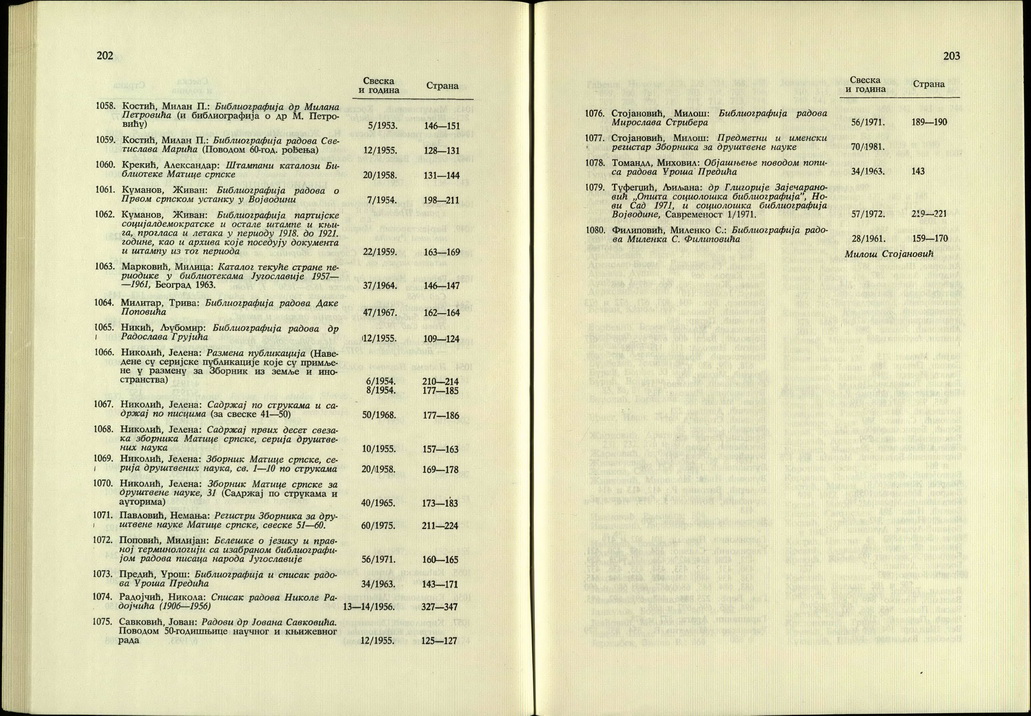 202
Свеска
и година
Страна
1058. Костић, Милан П.: Библиографија др Милана
Петровића (и библиографија о др М. Петро-
вићу) 5/1953. 146—151
1059. Костић, Милан П.: Библиографија радова Све-
тислава Марића (Поводом 60-год. рођења) 12/1955. 128—131
1060. Крекић, Александар: Штампани каталози Би-
блиотеке Матице српске 20/1958. 131—144
1061. Куманов, Живан: Библиографија радова о
Првом српском устанку у Војводини 7/1954. 198—211
1062. Куманов, Живан: Библиографија партијске
социјалдемократске и остале штампе и књи-
га, прогласа и летака у периоду 1918. до 1921.
године, као и архива које поседују документа
и штампу из тог периода 22/1959. 163—169
1063. Марковић, Милица: Каталог текуће стране пе-
риодике у библиотекама Југославије 1957—
—1961, Београд 1963. 37/1964. 146—147
1064. Милитар, Трива: Библиографија радова Даке
Поповића 47/1967. 162—164
1065. Никић, Љубомир: Библиографија радова др
Радослава Грујића 12/1955. 109—124
1066. Николић, Јелена: Размена публикација (Наве-
дене су серијске публикације које су примље-
не у размену за Зборник из земље и ино-
странства) 6/1954. 210—214
8/1954. 177—185
1067. Николић, Јелена: Садржај по струкама и са-
држај по писцима (за свеске 41—50) 50/1968. 177—186
1068. Николић, Јелена: Садржај првих десет свеза-
ка зборника Матице српске, серија друштве-
них наука 10/1955. 157—163
1069. Николић, Јелена: Зборник Матице српске, се-
рија друштвених наука, св. 1—10 по струкама 20/1958. 169—178
1070. Николић, Јелена: Зборник Матице српске за
друштвене науке, 31 (Садржај по струкама и
ауторима) 40/1965. 173—183
1071. Павловић, Немања: Регистри Зборника за дру-
штвене науке Матице српске, свеске 51—60. 60/1975. 211—224
1072. Поповић, Милијан: Белешке о језику и прав-
ној терминологији са изабраном библиографи-
јом радова писаца народа Југославије 56/1971. 160—165
1073. Предић, Урош: Библиографија и списак радо-
ва Уроша Предића 34/1963. 143—171
1074. Радојчић, Никола: Списак радова Николе Ра-
дојчића (1906—1956) 13—14/1956. 327—347
1075. Савковић, Јован: Радови др Јована Савковића.
Поводом 50-годишњице научног и књижевног
рада 12/1955. 125—127
203
Свеска
и година
Страна
1076. Стојановић, Милош: Библиографија радова
Мирослава Стрибера 56/1971. 189—190
1077. Стојановић, Милош: Предметни и именски
регистар Зборника за друштвене науке 70/1981.
1078. Томандл, Миховил: Објашњење поводом попи-
са радова Уроша Предића 34/1963. 143
1079. Туфегџић, Љиљана: др Глигорије Зајечарано-
вић „Општа социолошка библиографија", Но-
ви Сад 1971, и социолошка библиографија
Војводине, Савременост 1/1971. 57/1972. 219—221
1080. Филиповић, Миленко С.: Библиографија радо-
ва Миленка С. Филиповића 28/1961. 159—170
Милош Стојановић